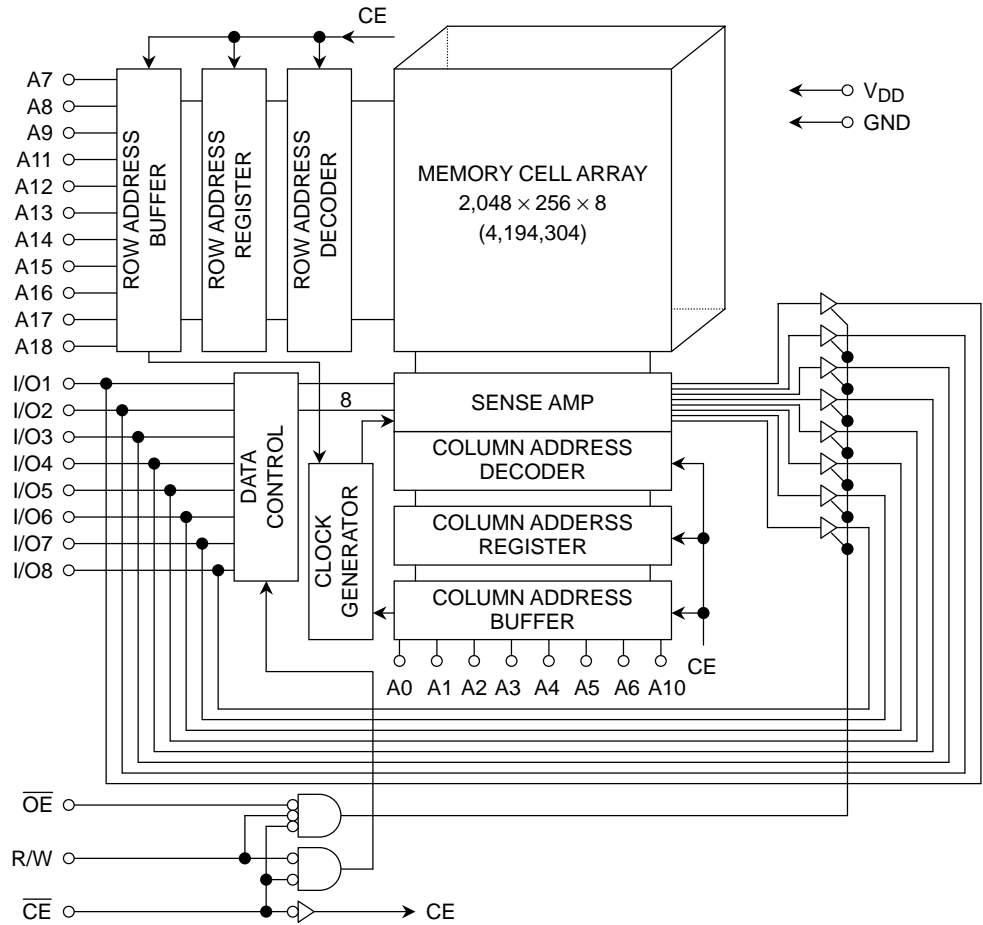 CE
A7
A8
A9
A11
A12
A13
A14
A15
A16
A17
A18
ROW ADDRESS
BUFFER
ROW ADDRESS
REGISTER
ROW ADDRESS
DECODER
MEMORY CELL ARRAY
2,048 × 256 × 8
(4,194,304)
VDD
GND
I/O1
I/O2
I/O3
I/O4
I/O5
I/O6
I/O7
I/O8
DATA
CONTROL
8
CLOCK
GENERATOR
SENSE AMP
COLUMN ADDRESS
DECODER
COLUMN ADDERSS
REGISTER
COLUMN ADDRESS
BUFFER
A0 A1 A2 A3 A4 A5 A6 A10
CE
OE
R/W
CE
CE